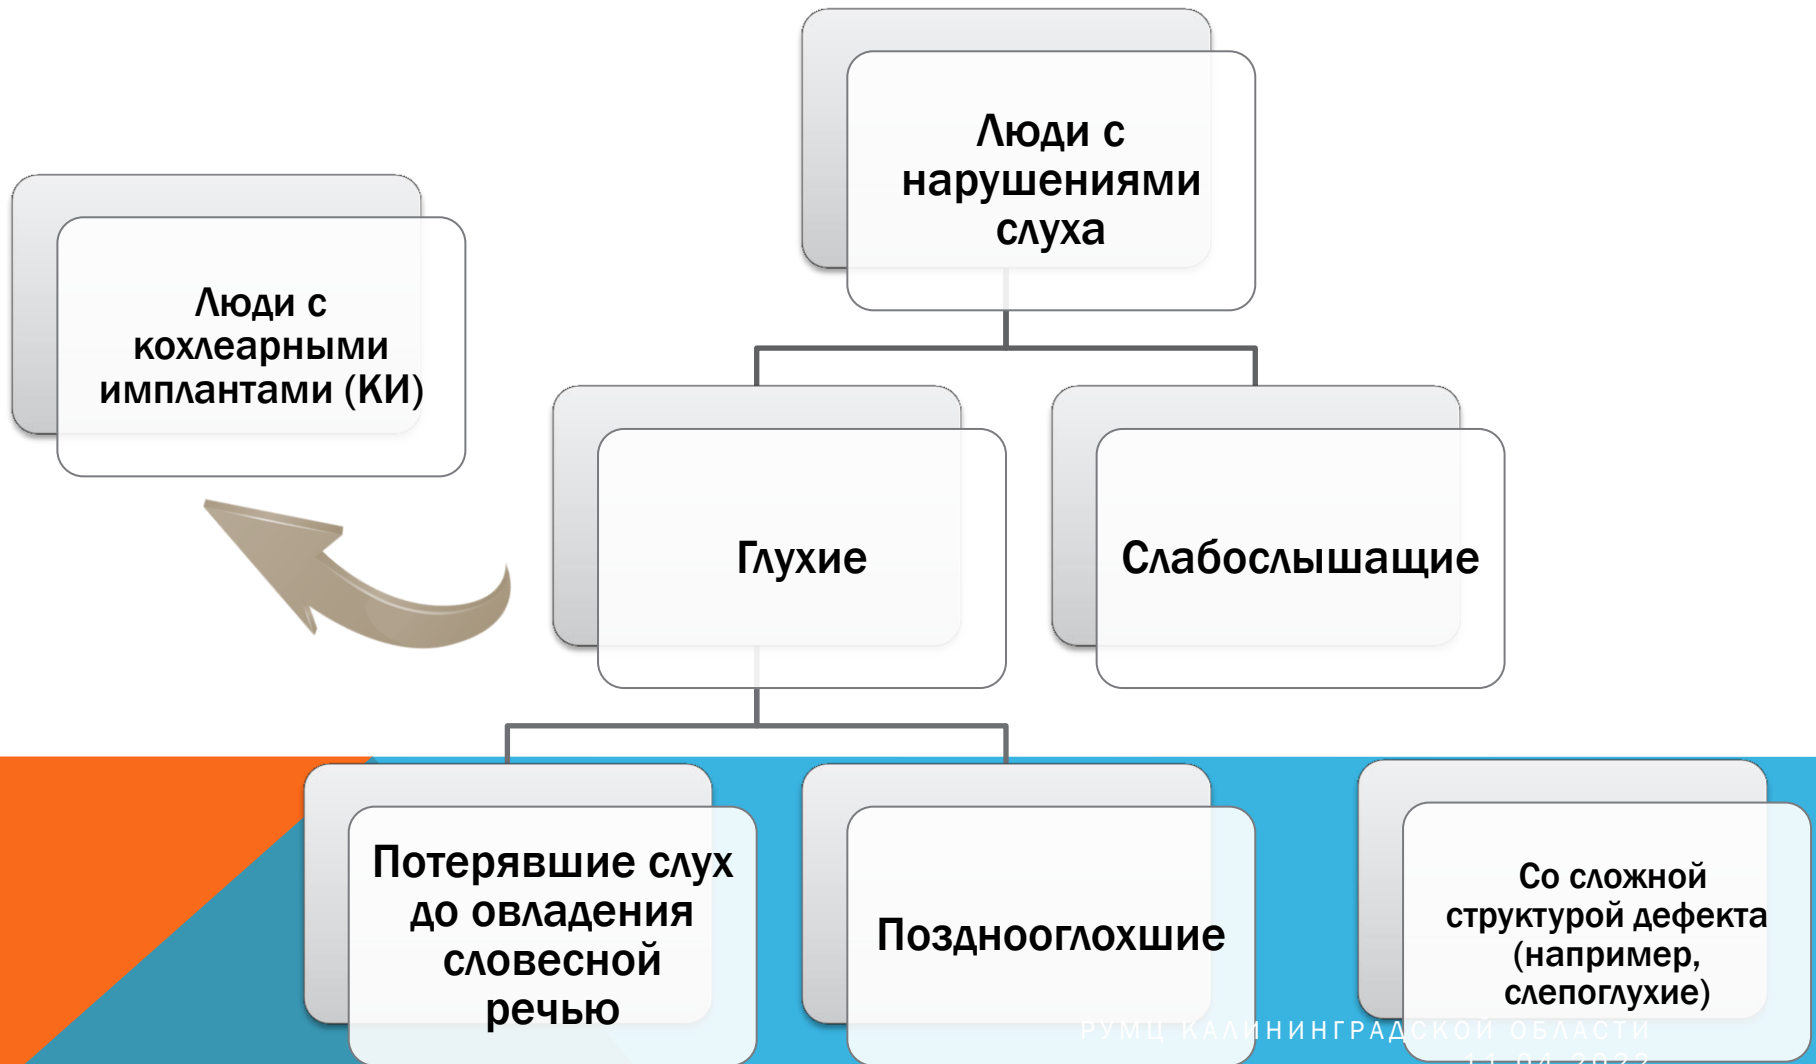 Люди с
нарушениями
слуха
Люди с
кохлеарными
имплантами (КИ)
Глухие
Слабослышащие
Потерявшие слух
до овладения
словесной
речью
Позднооглохшие
Со сложной
структурой дефекта
(например,
слепоглухие)
РУМЦ КАЛИНИНГРАДСКОЙ ОБЛАСТИ